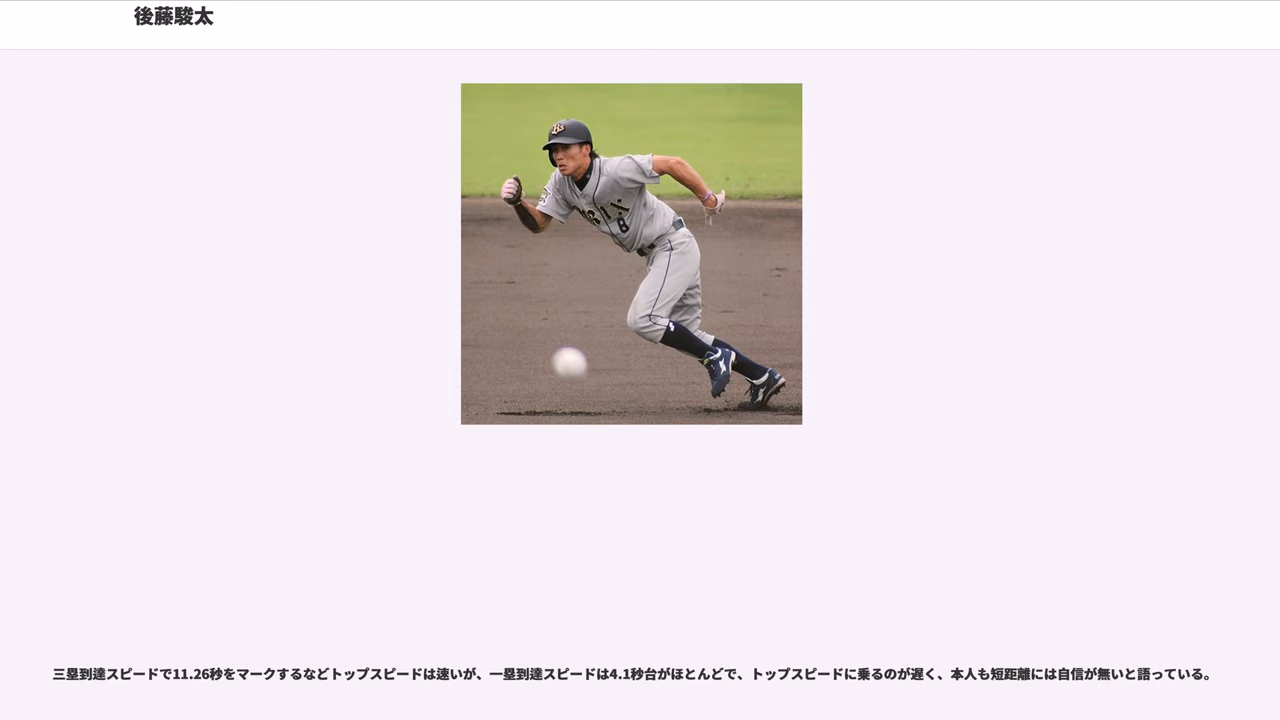 後藤駿太
ORIX
8
三塁到達スピードで11.26秒をマークするなどトップスピードは速いが、一塁到達スピードは4.1秒台がほとんどで、トップスピードに乗るのが遅く、本人も短距離には自信が無いと語っている。